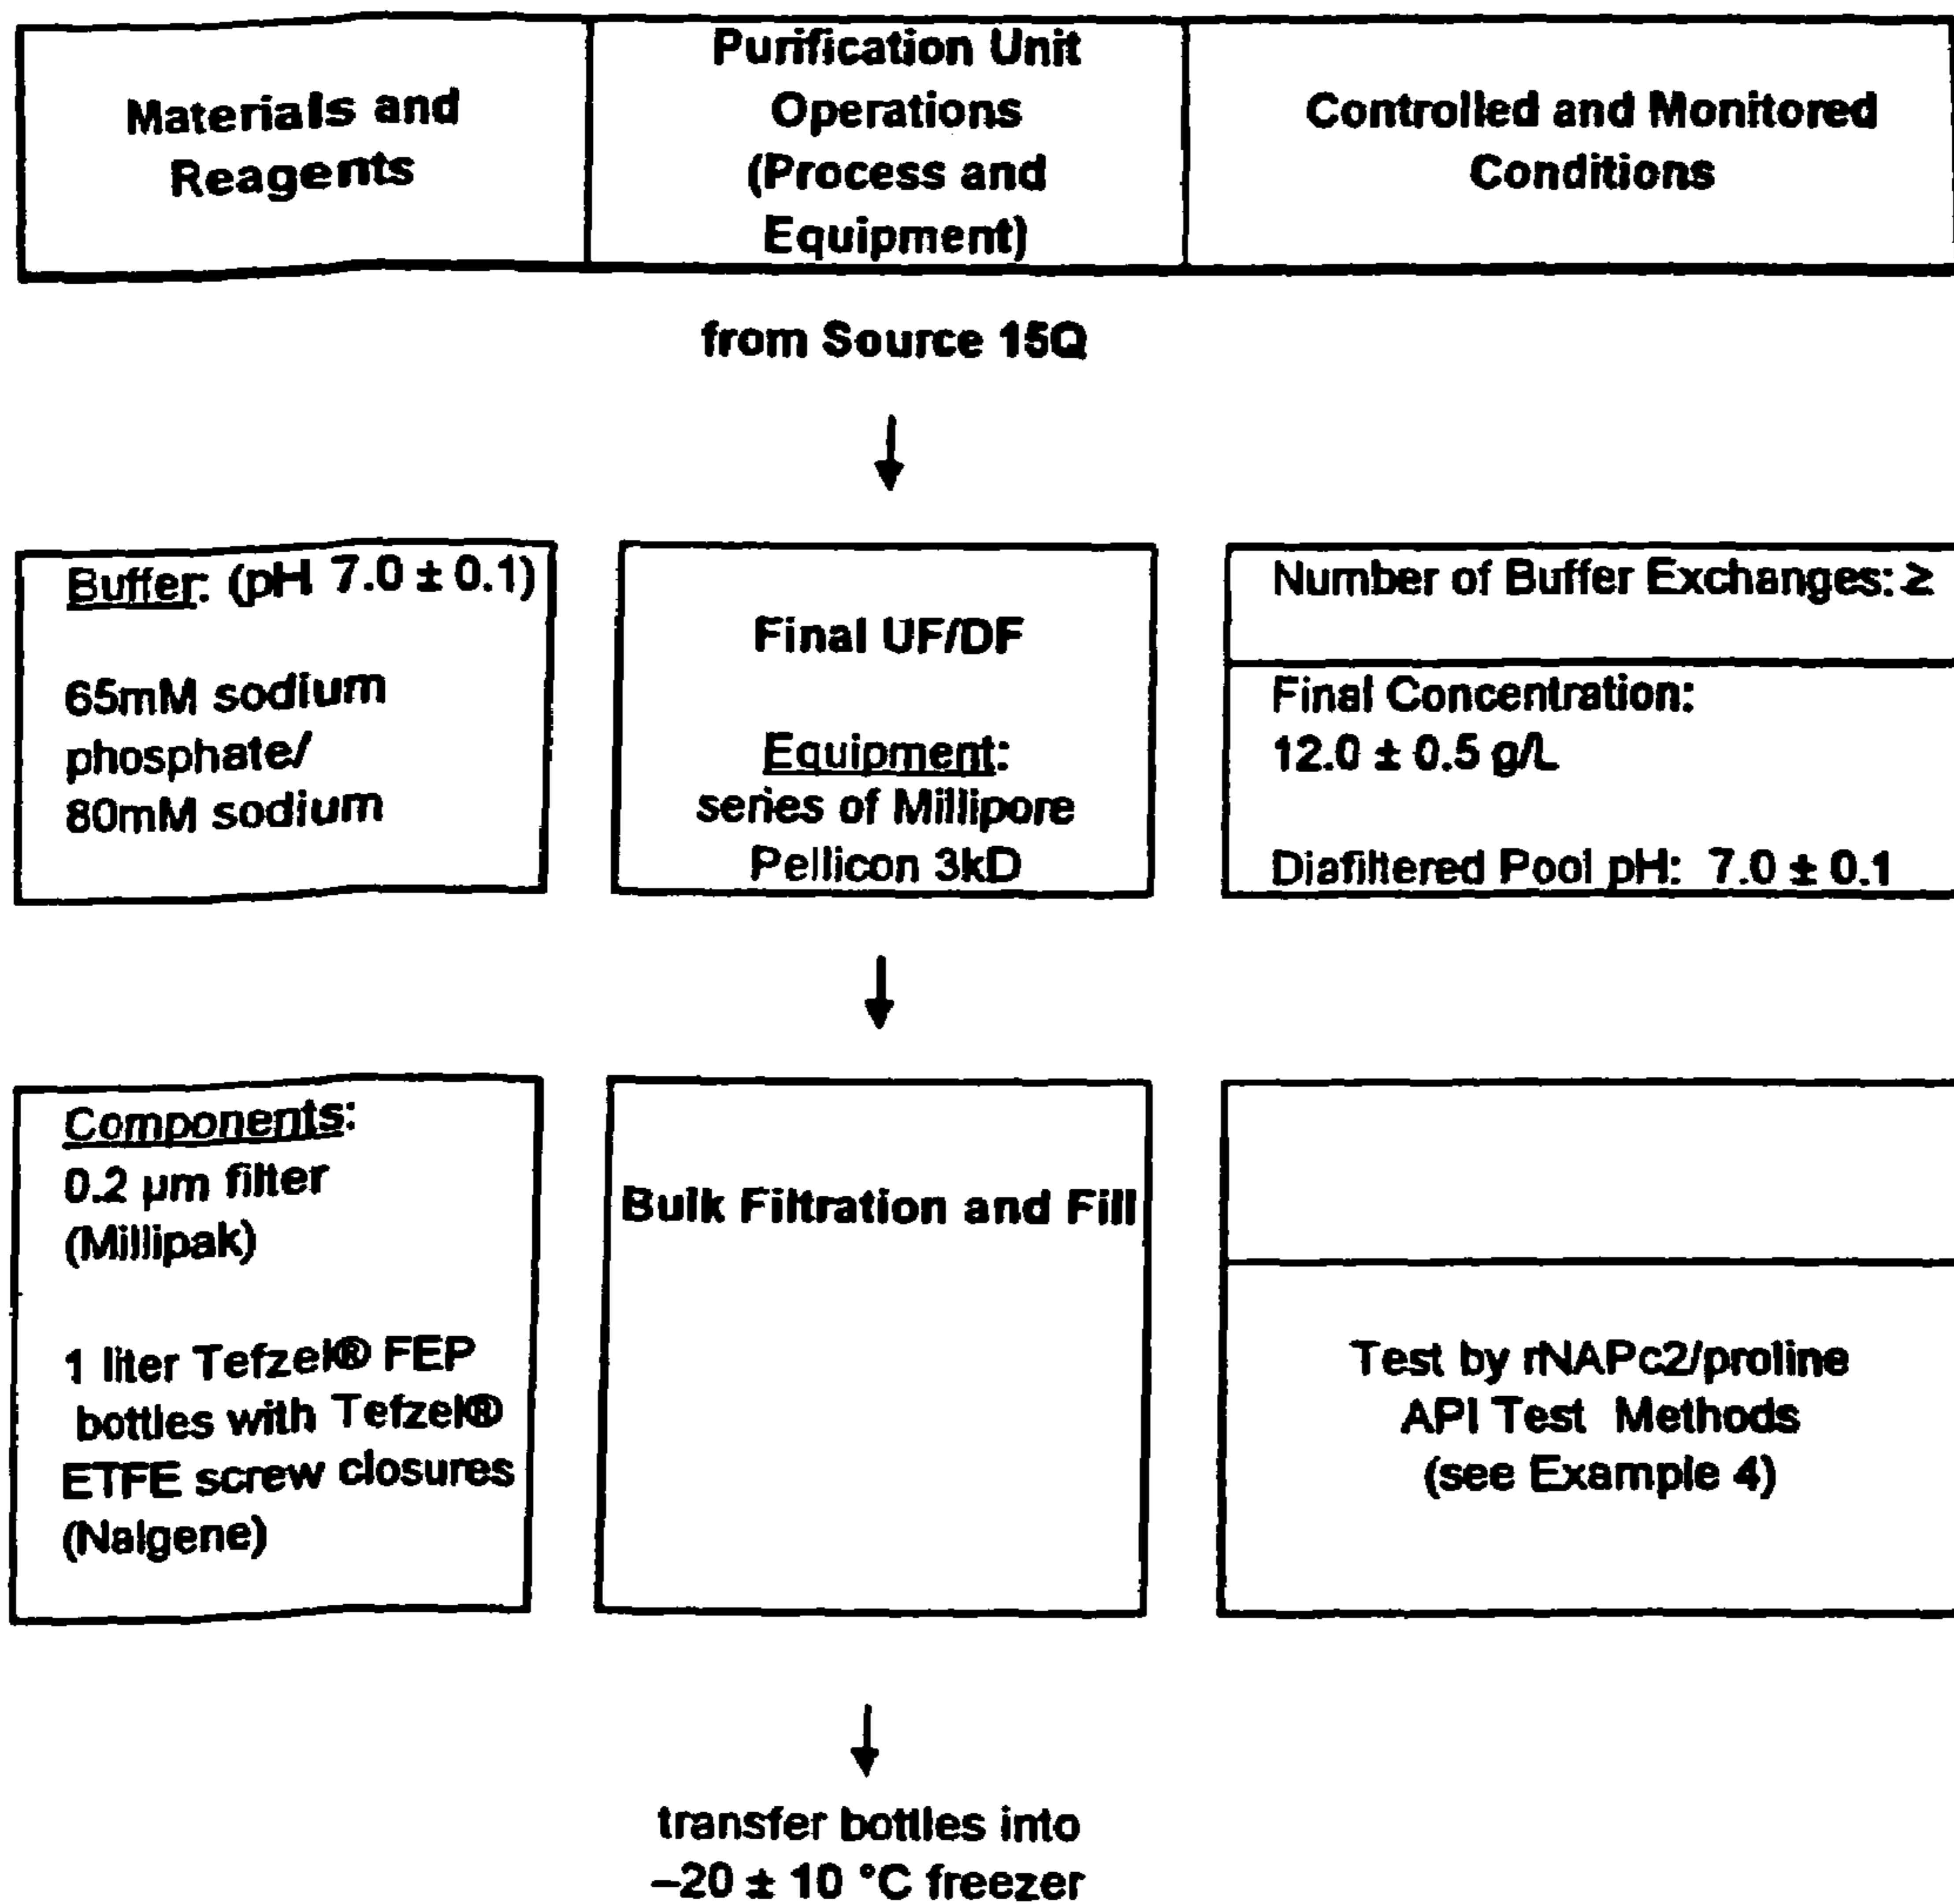 Materials and
Reagents
Purification Unit
Operations
(Process and
Equipment)
Controlled and Monitored
Conditions
from Source 15Q
Buffer: (pH 7.0 ± 0.1)
65mM sodium
phosphate/
80mM sodium
Final UF/DF
Equipment:
series of Millipore
Pellicon 3kD
Number of Buffer Exchanges: ≥
Final Concentration:
12.0 ± 0.5 g/L
Diafiltered Pool pH: 7.0 ± 0.1
Components:
0.2 µm filter
(Millipak)
1 liter Tefzel® FEP
bottles with Tefzel®
ETFE screw closures
(Nalgene)
Bulk Filtration and Fill
Test by rNAPc2/proline
API Test Methods
(see Example 4)
transfer bottles into
–20 ± 10 °C freezer